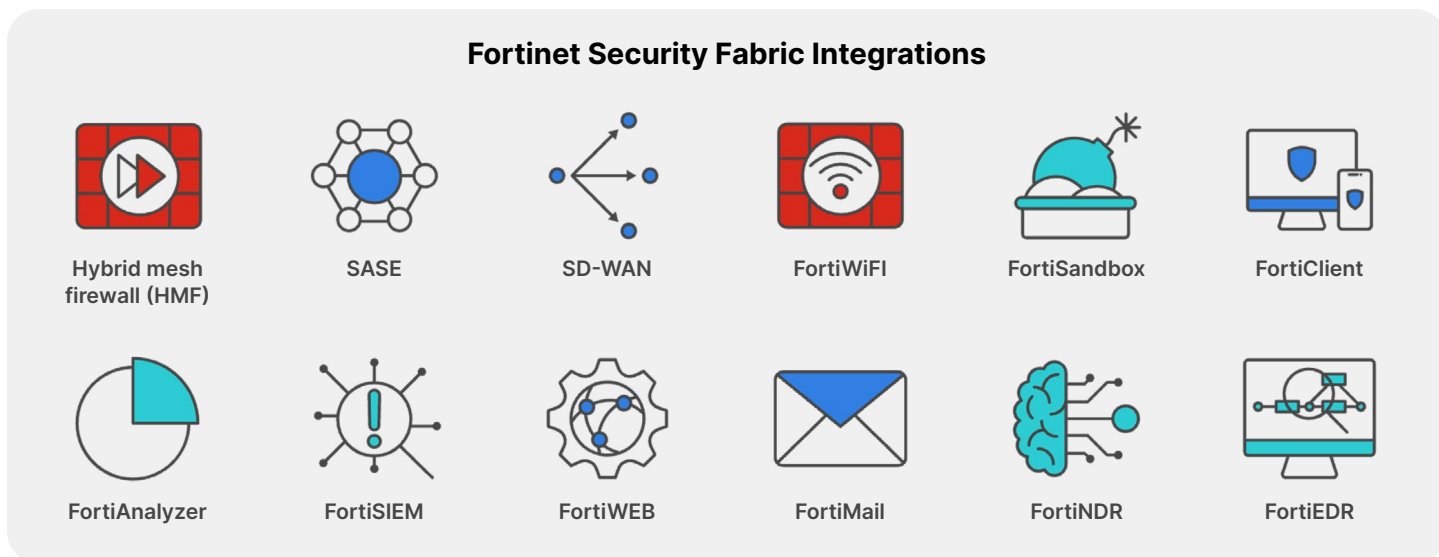 Fortinet Security Fabric Integrations
Hybrid mesh
firewall (HMF)
SASE
SD-WAN
FortiWiFI
FortiSandbox
FortiClient
FortiAnalyzer
FortiSIEM
FortiWEB
FortiMail
FortiNDR
FortiEDR